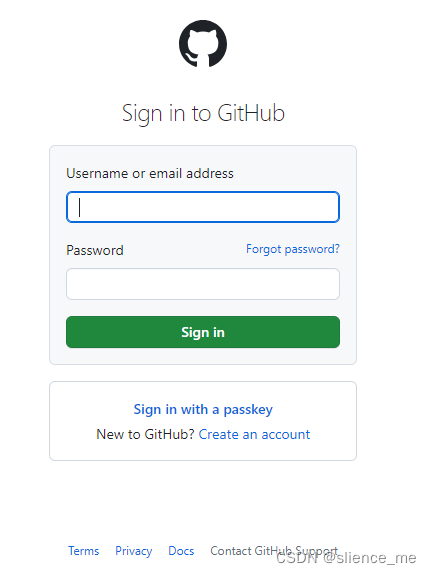 Sign in to GitHub
Username or email address
Password Forgot password?
Sign in
Sign in with a passkey
New to GitHub? Create an account
Terms Privacy Docs Contact GitHub Support
CSDN @slience_me